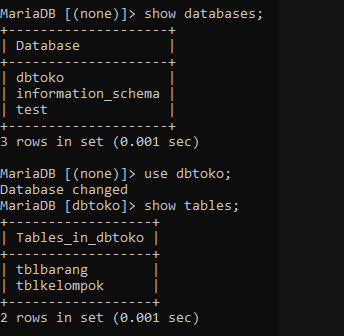 MariaDB [(none)]> show databases;
+--------------------+
| Database           |
+--------------------+
| dbtoko             |
| information_schema |
| test               |
+--------------------+
3 rows in set (0.001 sec)

MariaDB [(none)]> use dbtoko;
Database changed
MariaDB [dbtoko]> show tables;
+------------------+
| Tables_in_dbtoko |
+------------------+
| tblbarang        |
| tblkelompok      |
+------------------+
2 rows in set (0.001 sec)